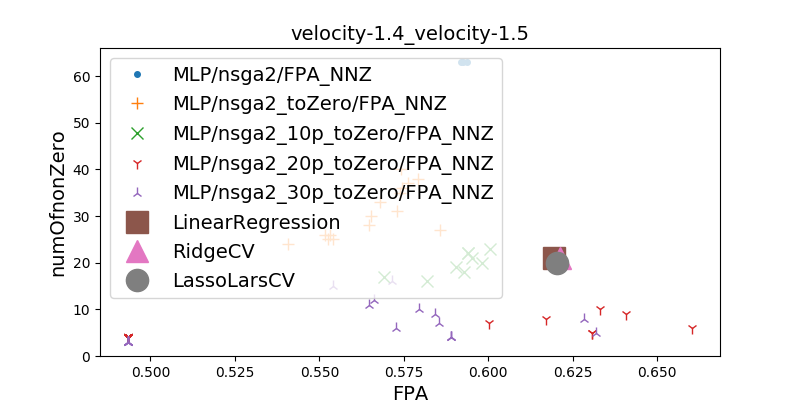 velocity-1.4_velocity-1.5
numOfnonZero
60
50
40
30
20
10
0
MLP/nsga2/FPA_NNZ
MLP/nsga2_toZero/FPA_NNZ
MLP/nsga2_10p_toZero/FPA_NNZ
MLP/nsga2_20p_toZero/FPA_NNZ
MLP/nsga2_30p_toZero/FPA_NNZ
LinearRegression
RidgeCV
LassoLarsCV
0.500 0.525 0.550 0.575 0.600 0.625 0.650
FPA